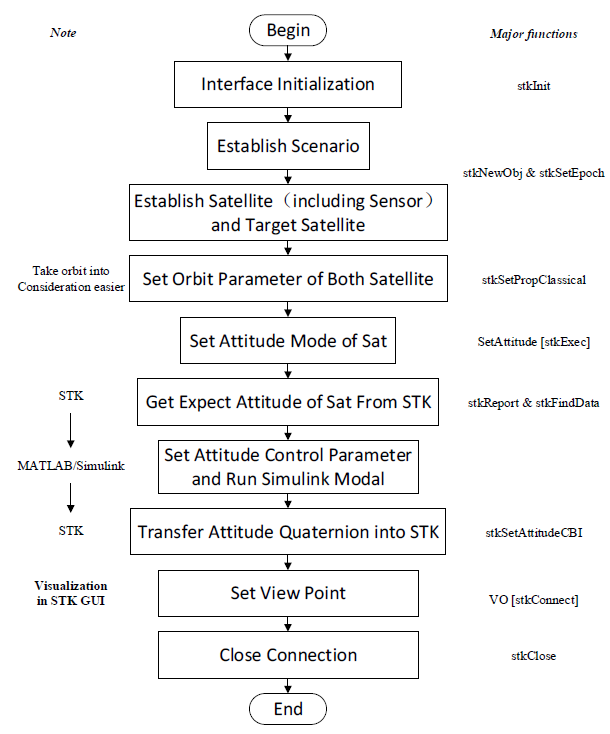 Note
Begin
Major functions
Interface Initialization
stkInit
Establish Scenario
stkNewObj & stkSetEpoch
Establish Satellite（including Sensor）
and Target Satellite
Take orbit into
Consideration easier
Set Orbit Parameter of Both Satellite
stkSetPropClassical
Set Attitude Mode of Sat
SetAttitude [stkExec]
STK
Get Expect Attitude of Sat From STK
stkReport & stkFindData
MATLAB/Simulink
Set Attitude Control Parameter
and Run Simulink Modal
STK
Transfer Attitude Quaternion into STK
stkSetAttitudeCBI
Visualization
in STK GUI
Set View Point
VO [stkConnect]
Close Connection
stkClose
End